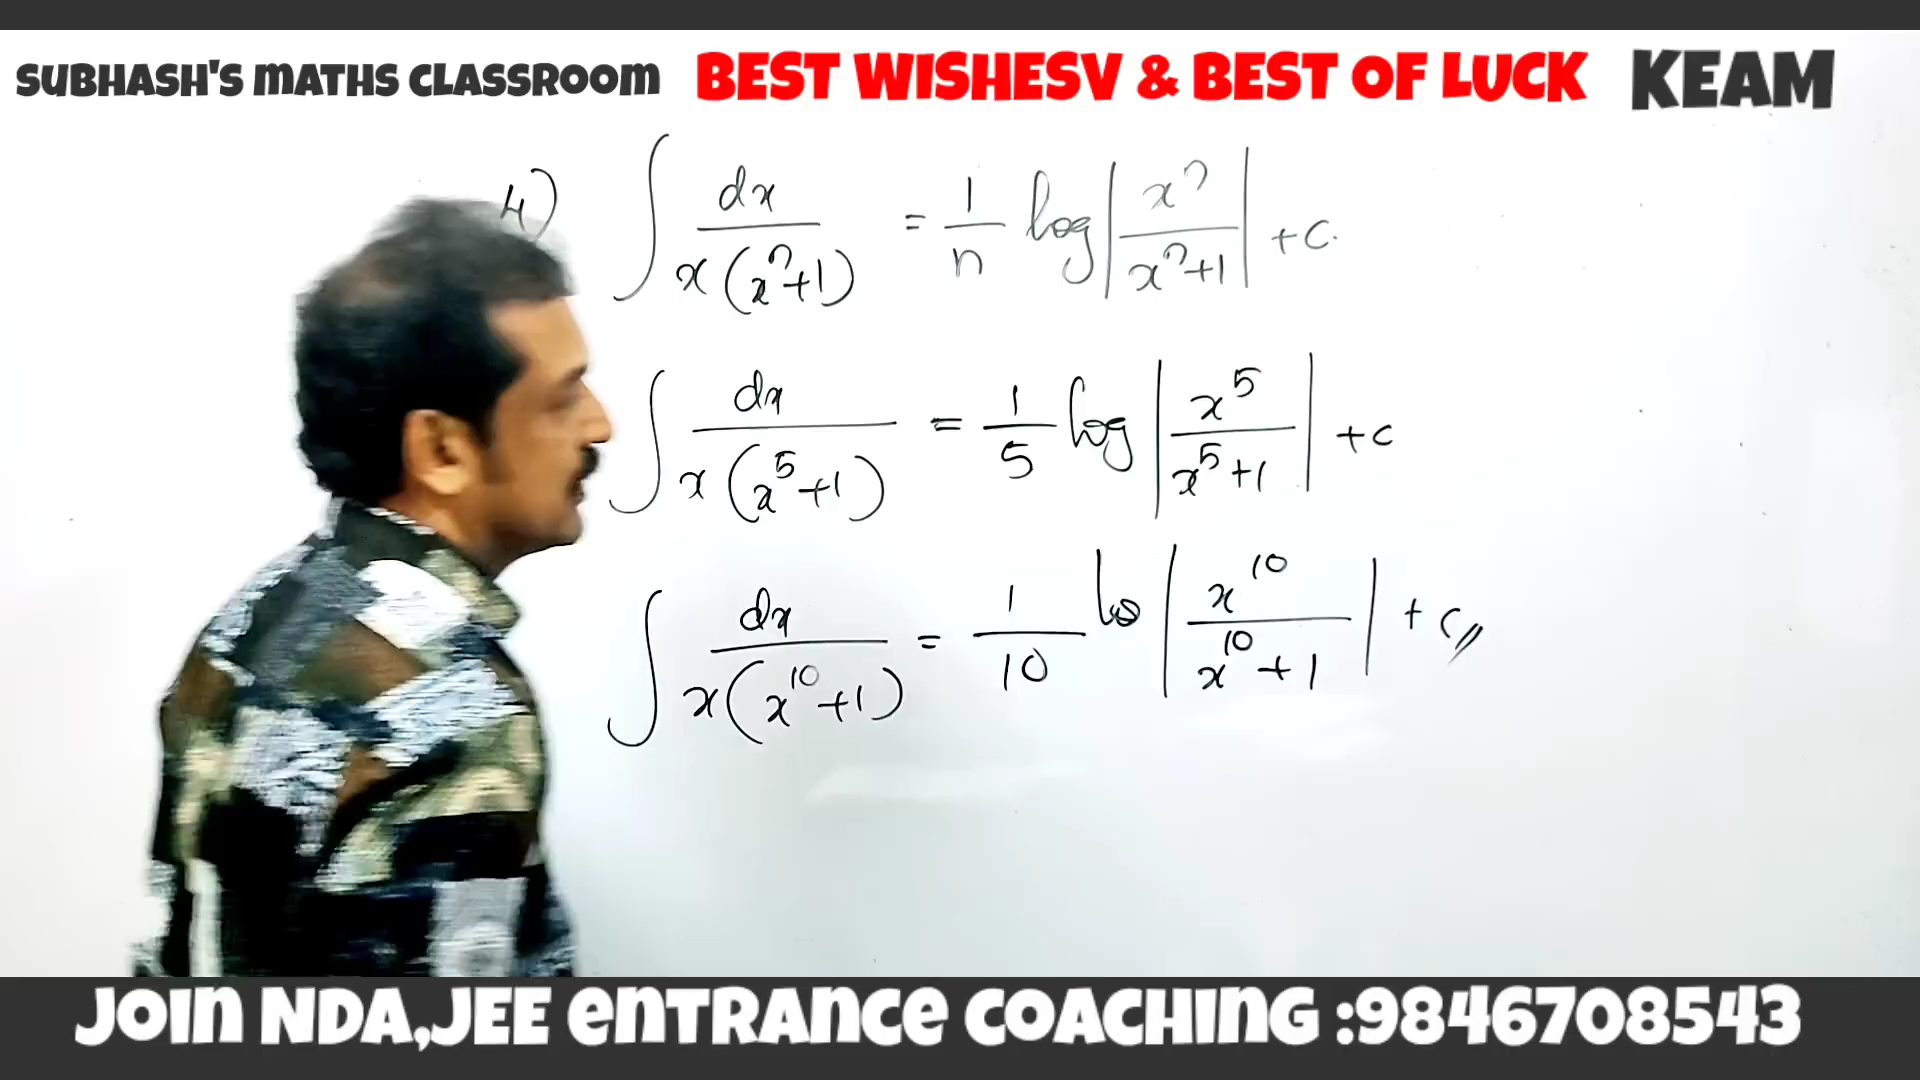 SUBHASH'S MATHS CLASSROOM BEST WISHESV & BEST OF LUCK KEAM
4) ∫ dx / x(xⁿ+1) = 1/n log |xⁿ / xⁿ+1| + c.
∫ dx / x(x⁵+1) = 1/5 log |x⁵ / x⁵+1| + c
∫ dx / x(x¹⁰+1) = 1/10 log |x¹⁰ / x¹⁰+1| + c//
JOIN NDA,JEE ENTRANCE COACHING :9846708543